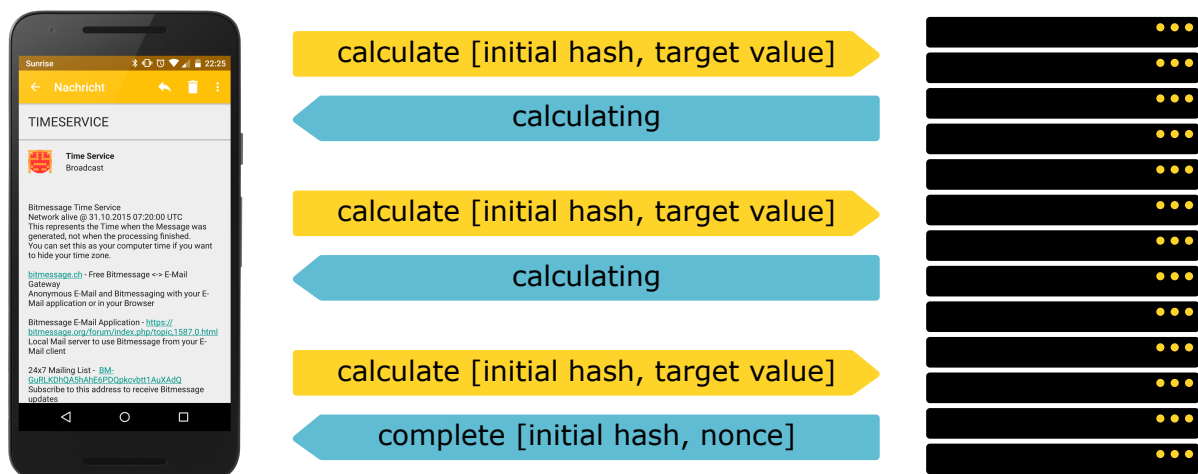 Sunrise 22:25
Nachricht
TIMESERVICE
Time Service
Broadcast
Bitmessage Time Service
Network alive @ 31.10.2015 07:20:00 UTC
This represents the Time when the Message was
generated, not when the processing finished.
You can set this as your computer time if you want
to hide your time zone.
bitmessage.ch - Free Bitmessage <-> E-Mail
Gateway
Anonymous E-Mail and Bitmessaging with your E-
Mail application or in your Browser
Bitmessage E-Mail Application - https://
bitmessage.org/forum/index.php/topic,1587.0.html
Local Mail server to use Bitmessage from your E-
Mail client
24x7 Mailing List - BM-
GuRLKDhQA5hAhE6PDQpkcvbtt1AuXAdQ
Subscribe to this address to receive Bitmessage
updates
calculate [initial hash, target value]
calculating
calculate [initial hash, target value]
calculating
calculate [initial hash, target value]
complete [initial hash, nonce]